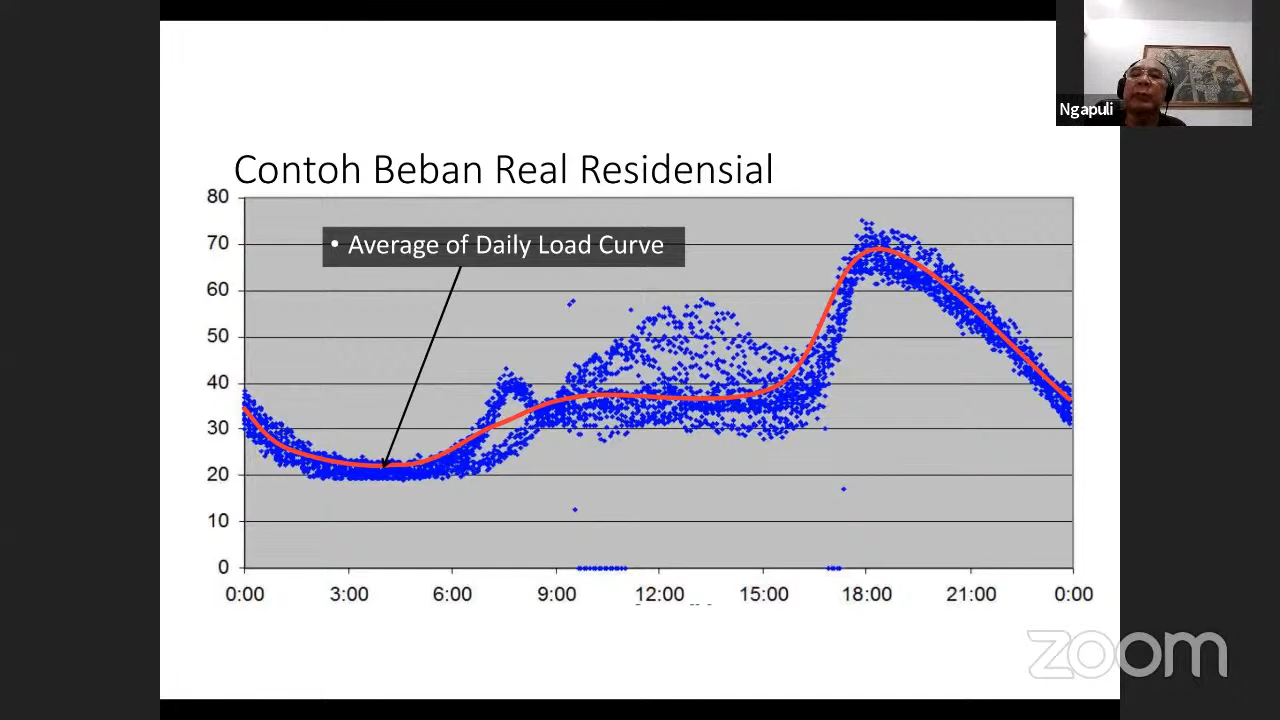 Ngapuli
Contoh Beban Real Residensial
• Average of Daily Load Curve
80
70
60
50
40
30
20
10
0
0:00 3:00 6:00 9:00 12:00 15:00 18:00 21:00 0:00
zoom